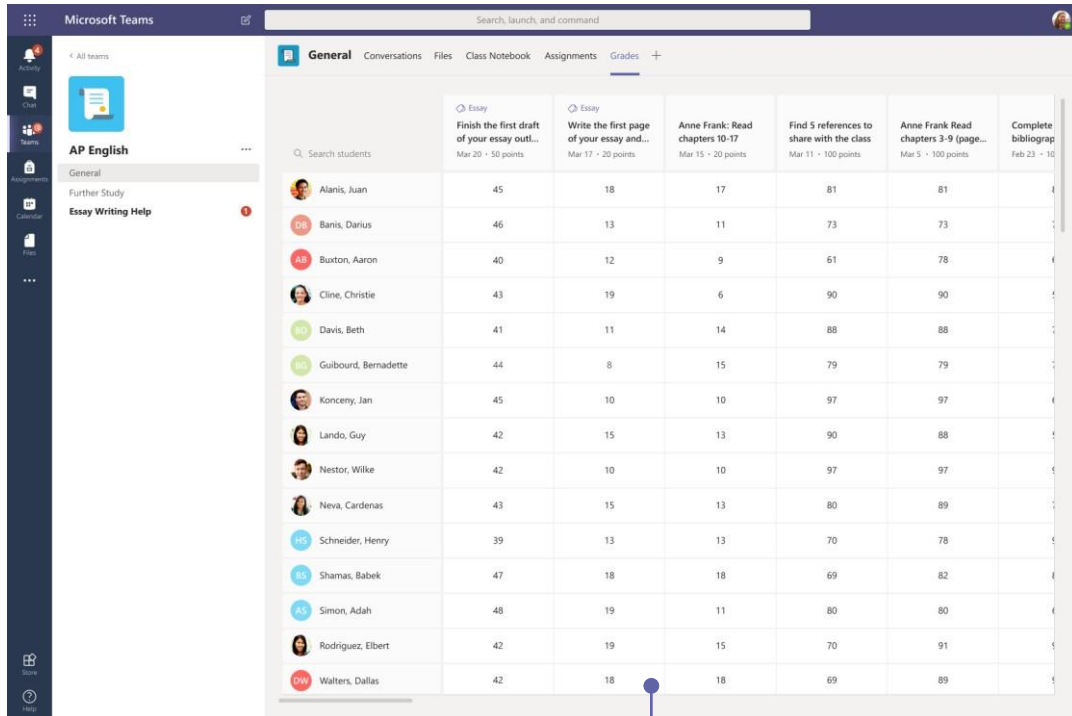 Microsoft Teams
Search, launch, and command
4
Activity
Chat
Teams
Assignments
Calendar
Files
Store
Help
< All teams
AP English
General
Further Study
Essay Writing Help 1
General Conversations Files Class Notebook Assignments Grades +
Search students
Essay
Finish the first draft
of your essay outl...
Mar 20 • 50 points
Essay
Write the first page
of your essay and...
Mar 17 • 20 points
Anne Frank: Read
chapters 10-17
Mar 15 • 20 points
Find 5 references to
share with the class
Mar 11 • 100 points
Anne Frank Read
chapters 3-9 (page...
Mar 5 • 100 points
Complete
bibliograp
Feb 23 • 10
Alanis, Juan 45 18 17 81 81
DB Banis, Darius 46 13 11 73 73
AB Buxton, Aaron 40 12 9 61 78
Cline, Christie 43 19 6 90 90
BD Davis, Beth 41 11 14 88 88
BG Guibourd, Bernadette 44 8 15 79 79
Konceny, Jan 45 10 10 97 97
Lando, Guy 42 15 13 90 88
Nestor, Wilke 42 10 10 97 97
Neva, Cardenas 43 15 13 80 89
HS Schneider, Henry 39 13 13 70 78
BS Shamas, Babek 47 18 18 69 82
AS Simon, Adah 48 19 11 80 80
Rodriguez, Elbert 42 19 15 70 91
DW Walters, Dallas 42 18 18 69 89